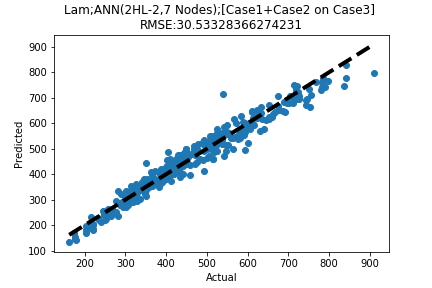 Lam;ANN(2HL-2,7 Nodes);[Case1+Case2 on Case3]
RMSE:30.53328366274231
900
800
700
600
500
400
300
200
100
Predicted
200 300 400 500 600 700 800 900
Actual